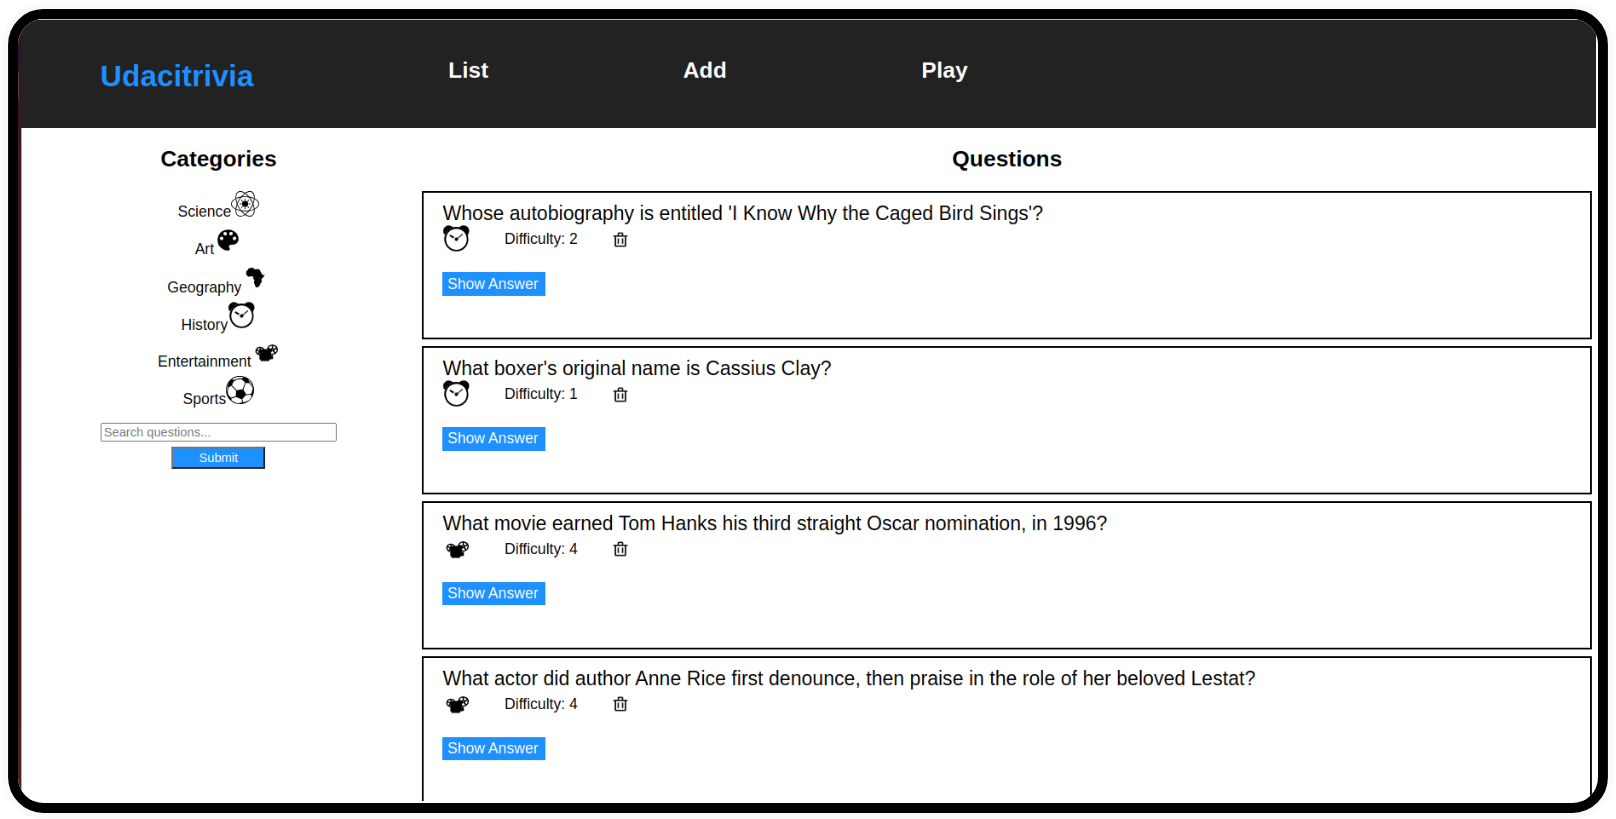 Udacitrivia
List
Add
Play
Categories
Science
Art
Geography
History
Entertainment
Sports
Search questions...
Submit
Questions
Whose autobiography is entitled 'I Know Why the Caged Bird Sings'?
Difficulty: 2
Show Answer
What boxer's original name is Cassius Clay?
Difficulty: 1
Show Answer
What movie earned Tom Hanks his third straight Oscar nomination, in 1996?
Difficulty: 4
Show Answer
What actor did author Anne Rice first denounce, then praise in the role of her beloved Lestat?
Difficulty: 4
Show Answer